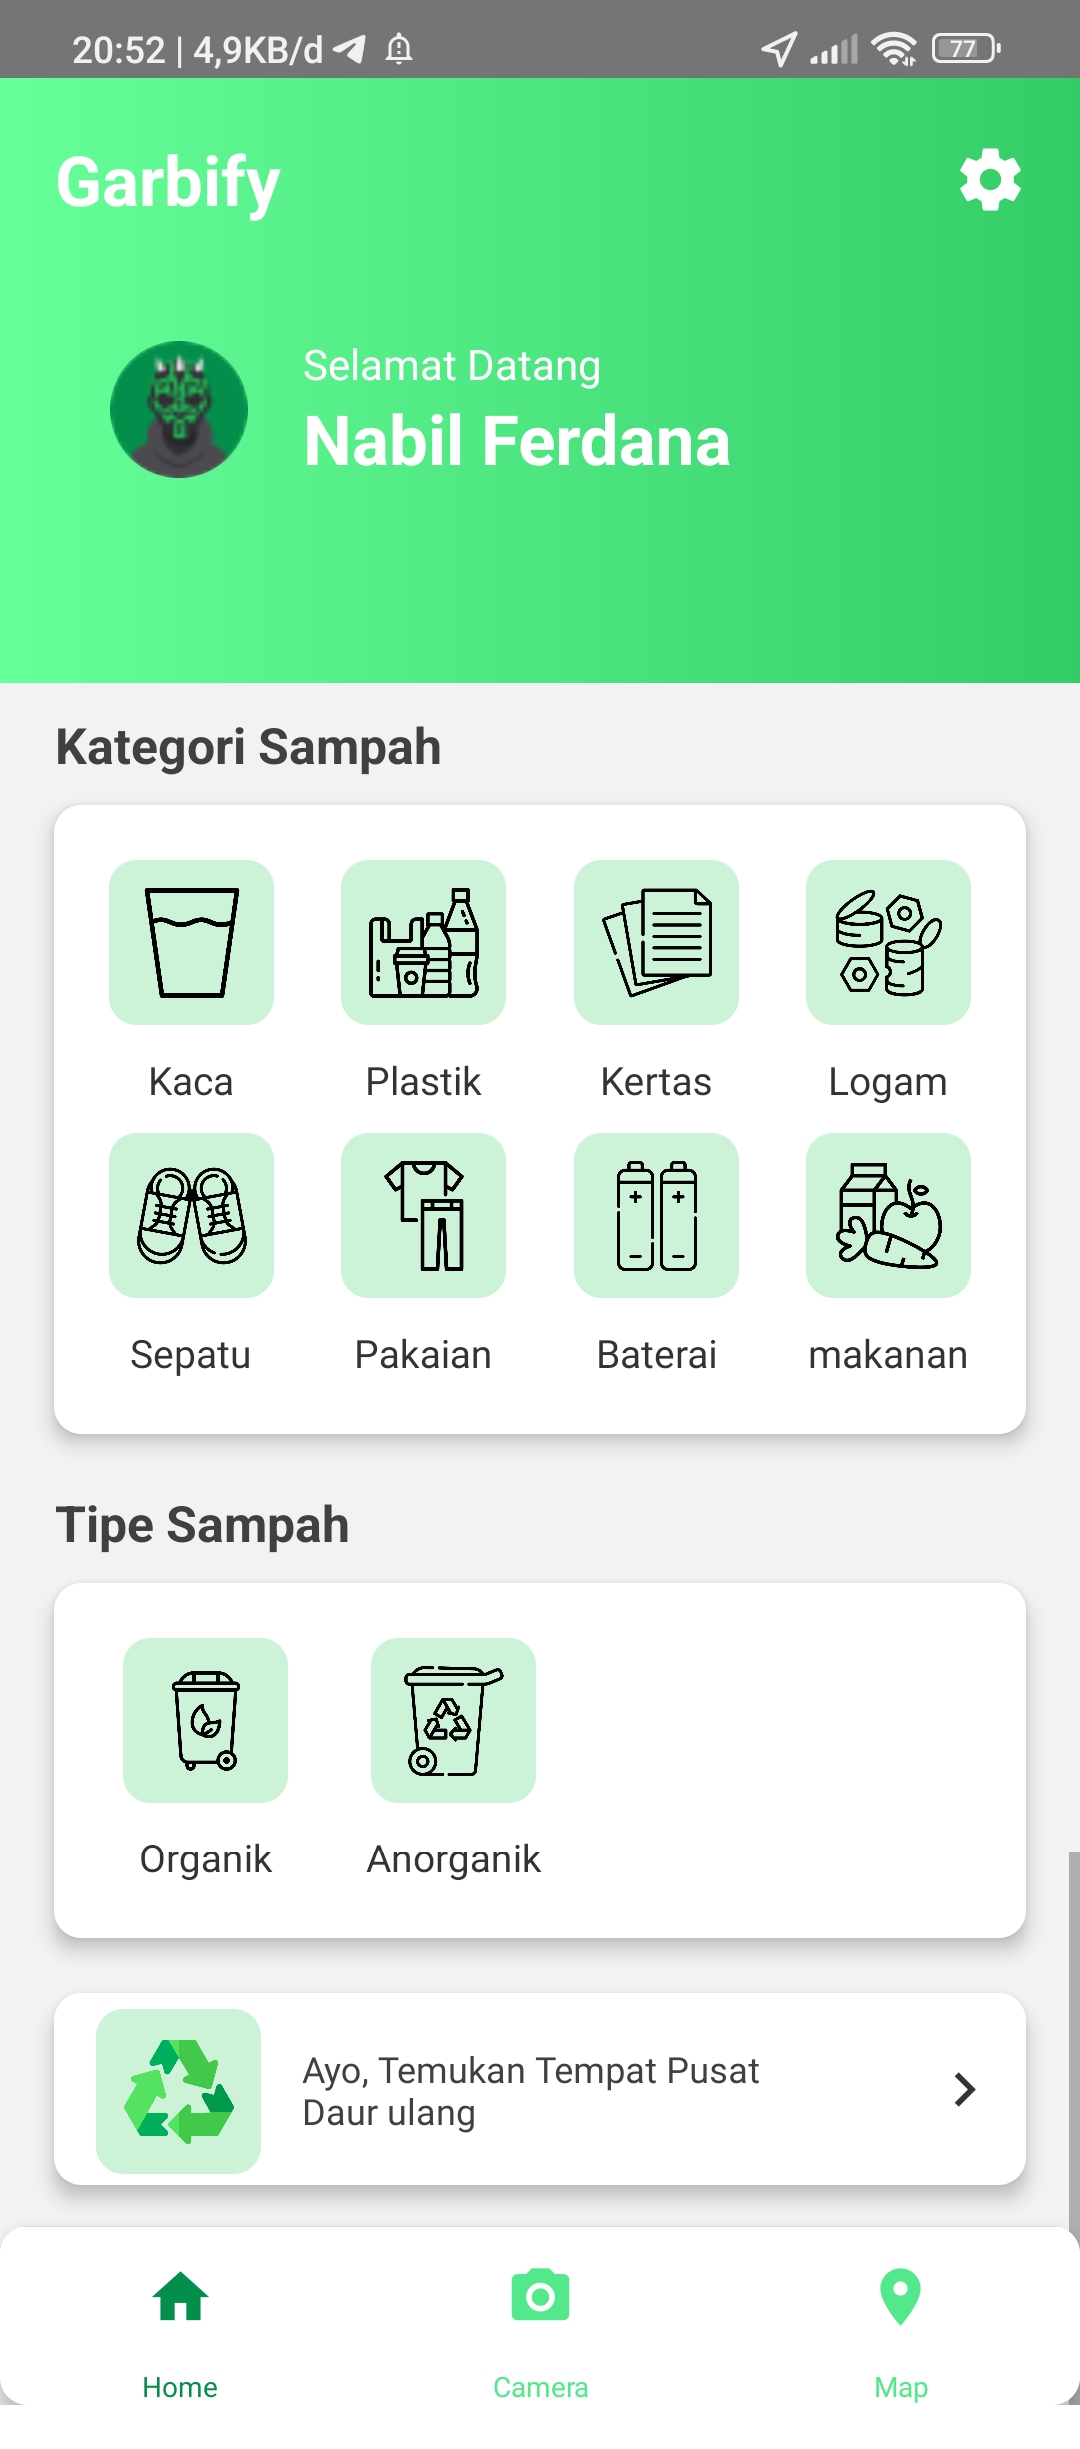 20:52 | 4,9KB/d
77
Garbify
Selamat Datang
Nabil Ferdana
Kategori Sampah
Kaca Plastik Kertas Logam
Sepatu Pakaian Baterai makanan
Tipe Sampah
Organik Anorganik
Ayo, Temukan Tempat Pusat
Daur ulang
Home Camera Map